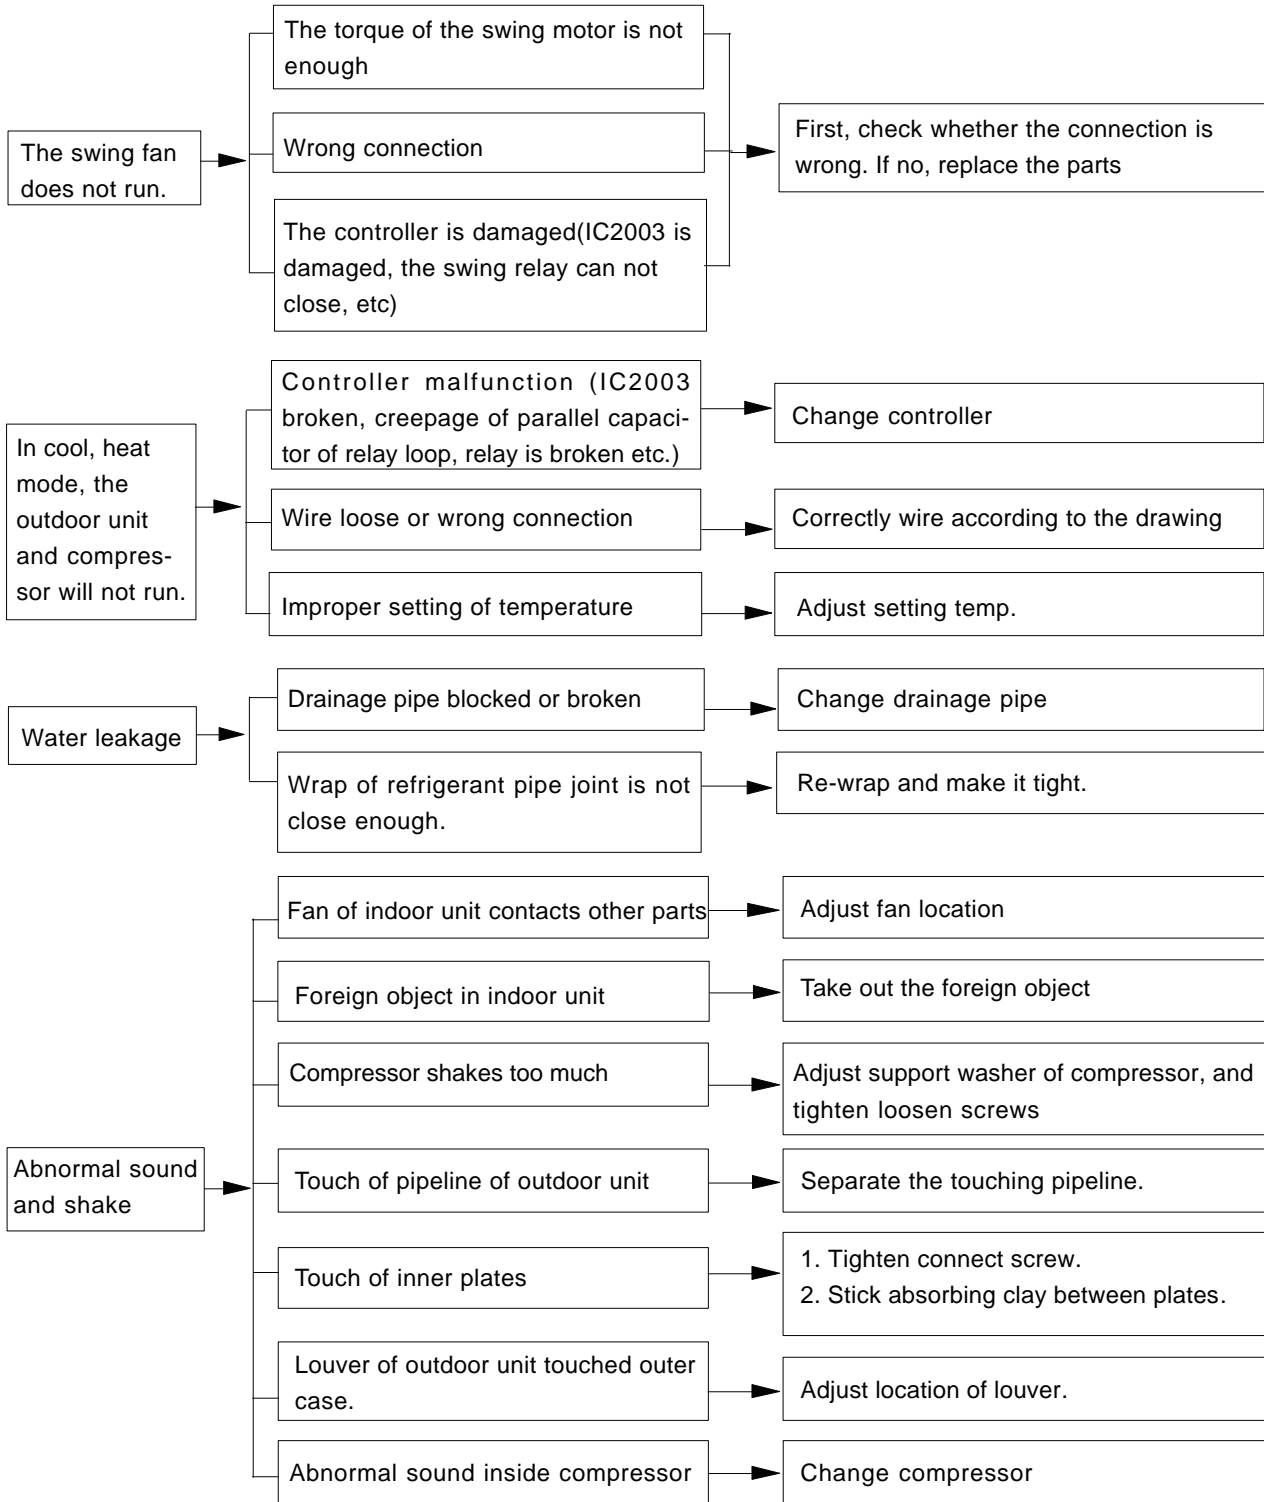 The torque of the swing motor is not
enough
The swing fan
does not run.
Wrong connection
The controller is damaged(IC2003 is
damaged, the swing relay can not
close, etc)
First, check whether the connection is
wrong. If no, replace the parts
In cool, heat
mode, the
outdoor unit
and compres-
sor will not run.
Controller malfunction (IC2003
broken, creepage of parallel capaci-
tor of relay loop, relay is broken etc.)
Change controller
Wire loose or wrong connection
Correctly wire according to the drawing
Improper setting of temperature
Adjust setting temp.
Water leakage
Drainage pipe blocked or broken
Change drainage pipe
Wrap of refrigerant pipe joint is not
close enough.
Re-wrap and make it tight.
Abnormal sound
and shake
Fan of indoor unit contacts other parts
Adjust fan location
Foreign object in indoor unit
Take out the foreign object
Compressor shakes too much
Adjust support washer of compressor, and
tighten loosen screws
Touch of pipeline of outdoor unit
Separate the touching pipeline.
Touch of inner plates
1. Tighten connect screw.
2. Stick absorbing clay between plates.
Louver of outdoor unit touched outer
case.
Adjust location of louver.
Abnormal sound inside compressor
Change compressor